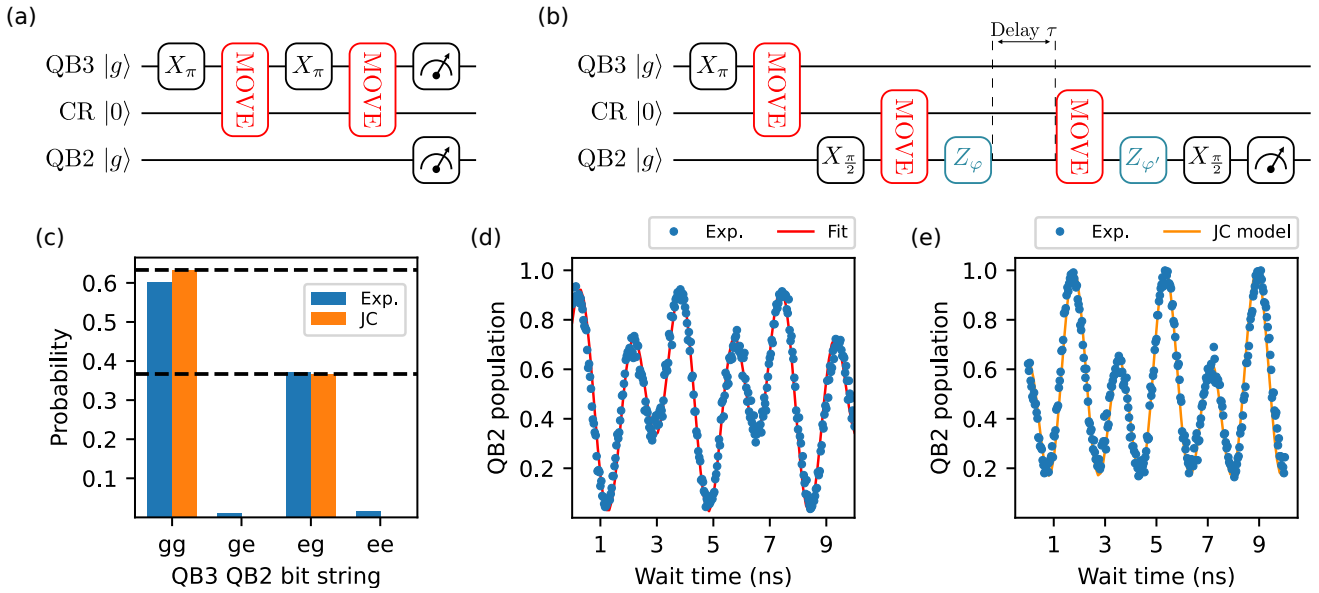 (a)
QB3 |g⟩ X_π MOVE X_π MOVE
CR |0⟩
QB2 |g⟩
(b)
Delay τ
QB3 |g⟩ X_π MOVE
CR |0⟩ MOVE MOVE
QB2 |g⟩ X_π/2 Z_φ Z_φ′ X_π/2
(c)
Probability
0.6
0.5
0.4
0.3
0.2
0.1
Exp.
JC
gg ge eg ee
QB3 QB2 bit string
(d)
Exp. Fit
QB2 population
1.0
0.8
0.6
0.4
0.2
1 3 5 7 9
Wait time (ns)
(e)
Exp. JC model
QB2 population
1.0
0.8
0.6
0.4
0.2
1 3 5 7 9
Wait time (ns)